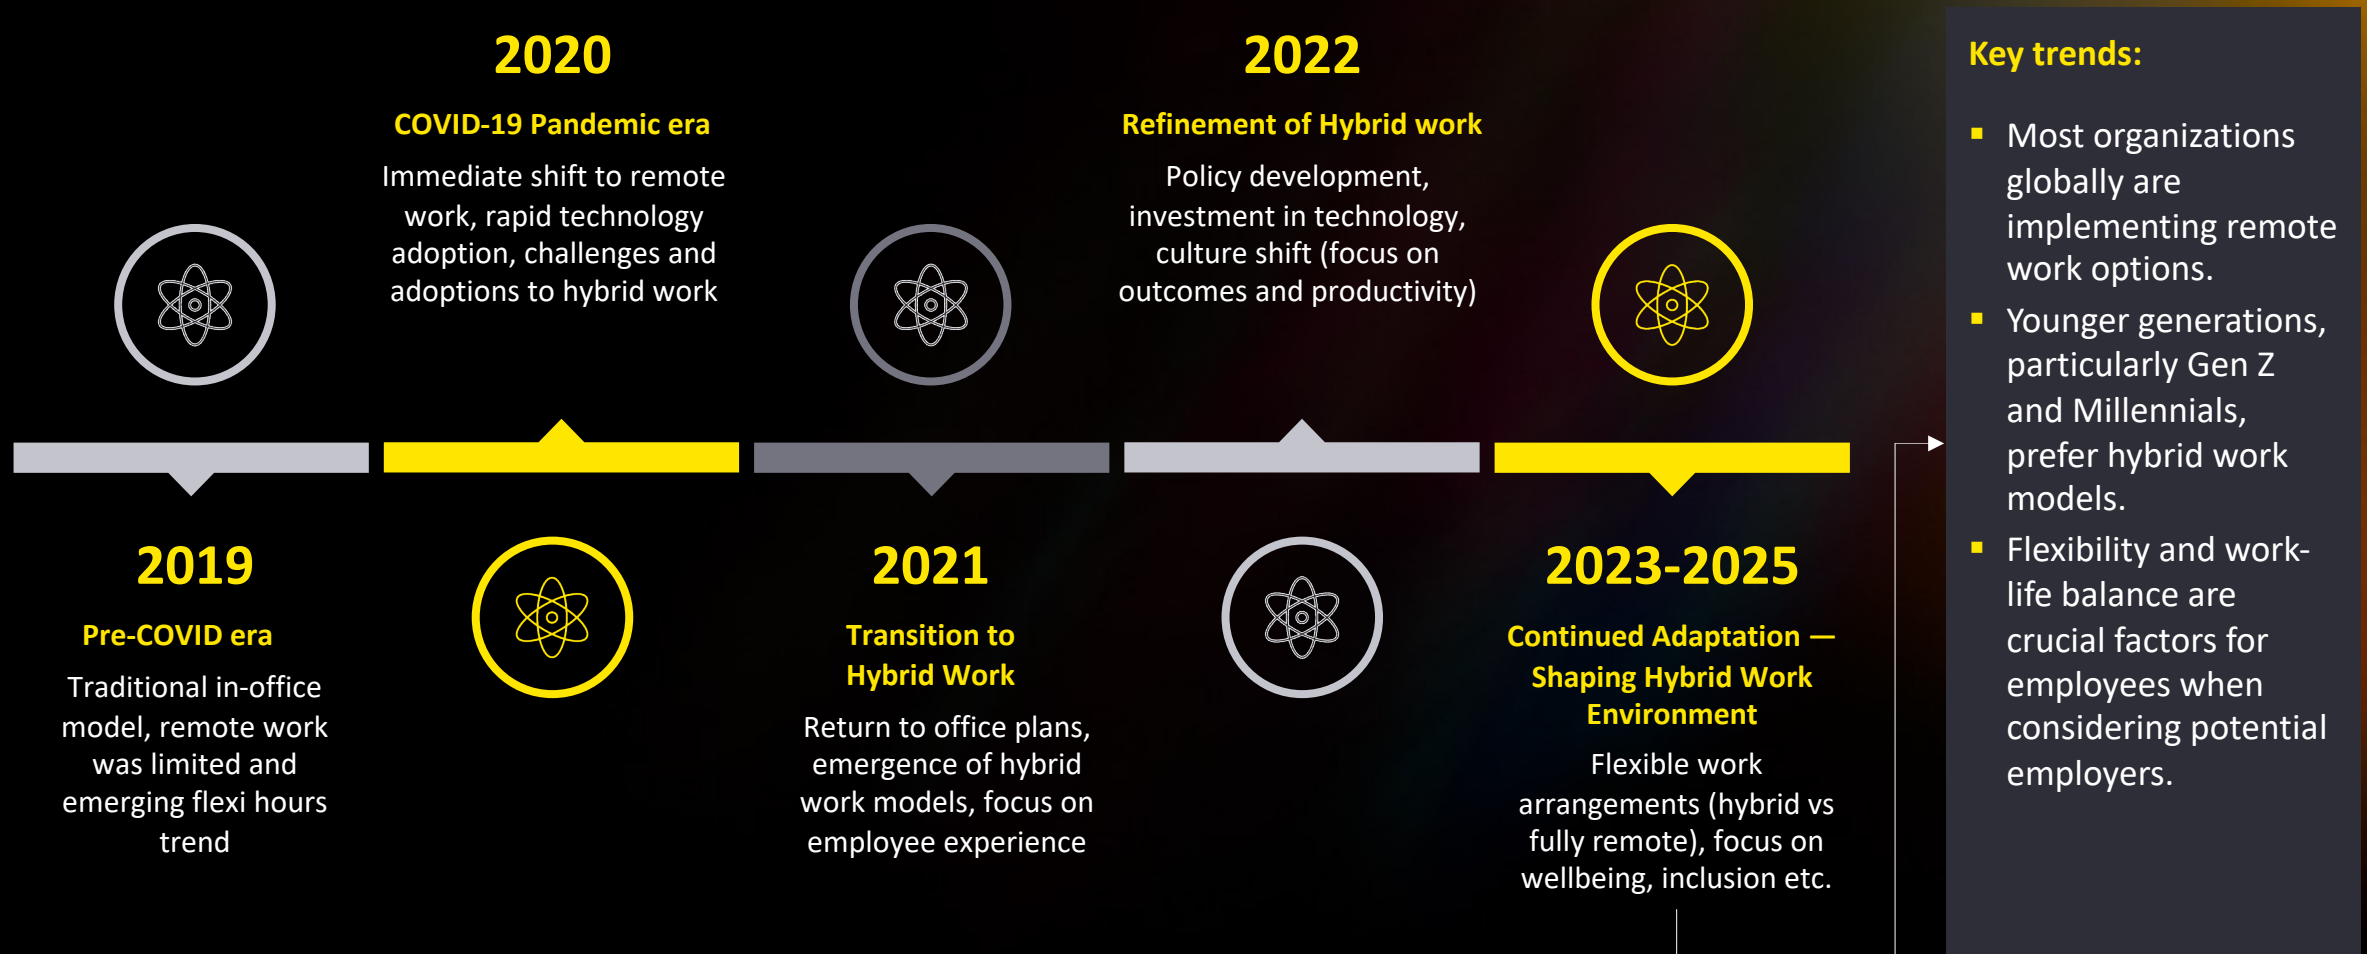 2019
Pre-COVID era
Traditional in-office
model, remote work
was limited and
emerging flexi hours
trend
2020
COVID-19 Pandemic era
Immediate shift to remote
work, rapid technology
adoption, challenges and
adoptions to hybrid work
2021
Transition to
Hybrid Work
Return to office plans,
emergence of hybrid
work models, focus on
employee experience
2022
Refinement of Hybrid work
Policy development,
investment in technology,
culture shift (focus on
outcomes and productivity)
2023-2025
Continued Adaptation —
Shaping Hybrid Work
Environment
Flexible work
arrangements (hybrid vs
fully remote), focus on
wellbeing, inclusion etc.
Key trends:
▪ Most organizations
globally are
implementing remote
work options.
▪ Younger generations,
particularly Gen Z
and Millennials,
prefer hybrid work
models.
▪ Flexibility and work-
life balance are
crucial factors for
employees when
considering potential
employers.